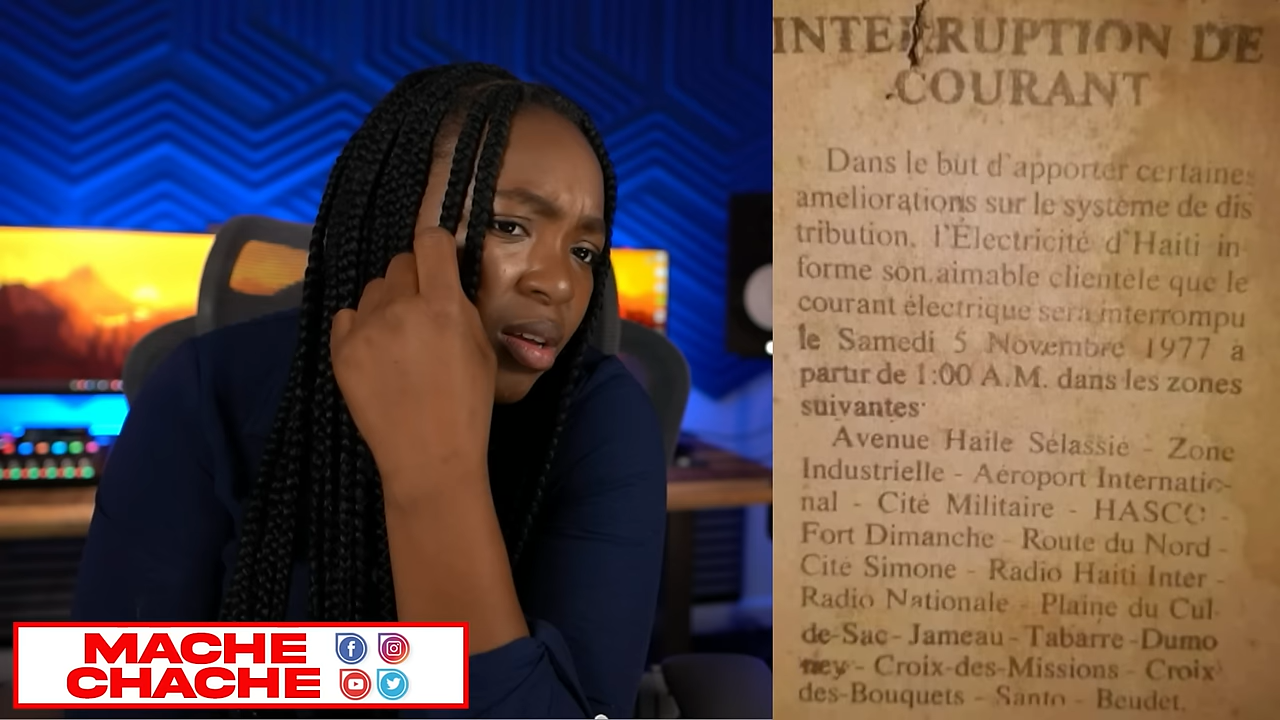 INTERRUPTION DE
COURANT
Dans le but d'apporter certaines
améliorations sur le système de dis
tribution, l'Électricité d'Haiti in-
forme son aimable clientèle que le
courant électrique sera interrompu
le Samedi 5 Novembre 1977 a
partir de 1:00 A.M. dans les zones
suivantes:
Avenue Haile Sélassié - Zone
Industrielle - Aéroport Internatio-
nal - Cité Militaire - HASCO -
Fort Dimanche - Route du Nord -
Cité Simone - Radio Haiti Inter -
Radio Nationale - Plaine du Cul-
de-Sac - Jameau - Tabarre - Dumo
ney - Croix-des-Missions - Croix
des-Bouquets - Santo - Beudet.
MACHE
CHACHE